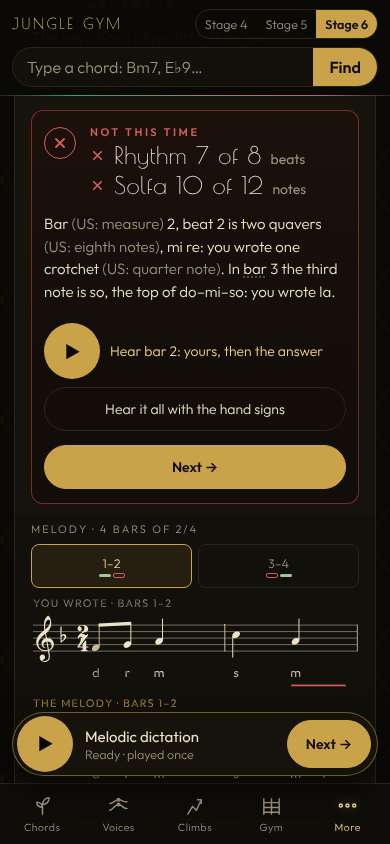 JUNGLE GYM
Stage 4 Stage 5 Stage 6
Type a chord: Bm7, E♭9...
Find
NOT THIS TIME
× Rhythm 7 of 8 beats
× Solfa 10 of 12 notes
Bar (US: measure) 2, beat 2 is two quavers
(US: eighth notes), mi re: you wrote one
crotchet (US: quarter note). In bar 3 the third
note is so, the top of do–mi–so: you wrote la.
Hear bar 2: yours, then the answer
Hear it all with the hand signs
Next →
MELODY · 4 BARS OF 2/4
1–2 3–4
YOU WROTE · BARS 1–2
2
4
d r m s m
THE MELODY · BARS 1–2
Melodic dictation
Ready · played once
Next →
Chords Voices Climbs Gym More